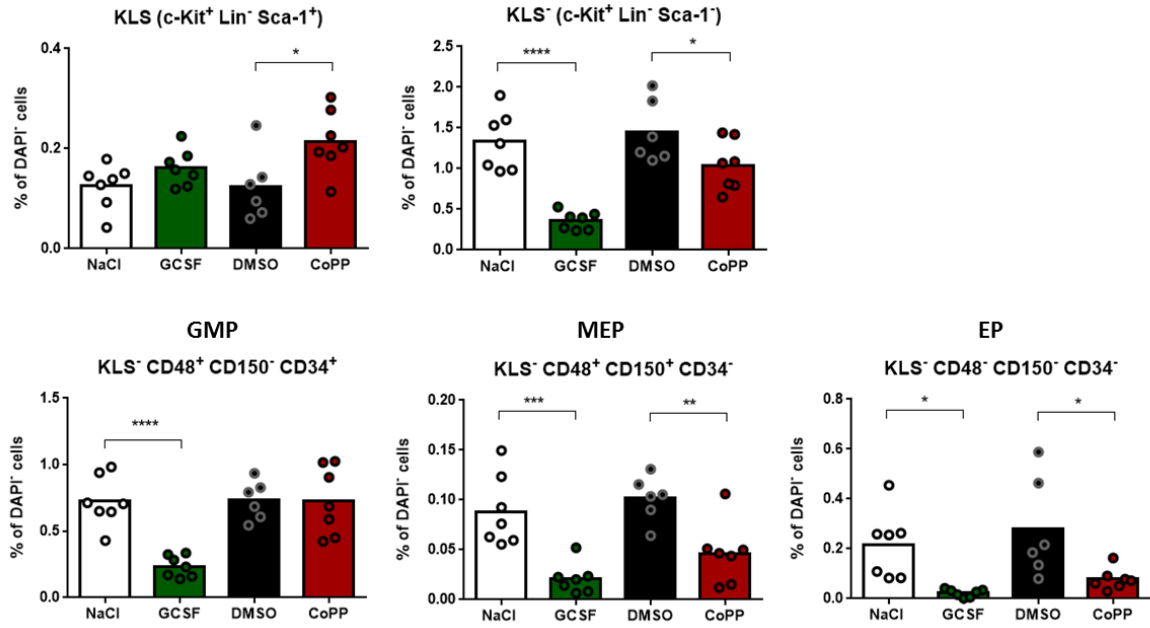 KLS (c-Kit⁺ Lin⁻ Sca-1⁺)
% of DAPI⁻ cells
0.4
0.2
0.0
*
NaCl GCSF DMSO CoPP
KLS⁻ (c-Kit⁺ Lin⁻ Sca-1⁻)
% of DAPI⁻ cells
2.5
2.0
1.5
1.0
0.5
0.0
**** *
NaCl GCSF DMSO CoPP
GMP
KLS⁻ CD48⁺ CD150⁻ CD34⁺
% of DAPI⁻ cells
1.5
1.0
0.5
0.0
****
NaCl GCSF DMSO CoPP
MEP
KLS⁻ CD48⁺ CD150⁺ CD34⁻
% of DAPI⁻ cells
0.20
0.15
0.10
0.05
0.00
*** **
NaCl GCSF DMSO CoPP
EP
KLS⁻ CD48⁻ CD150⁻ CD34⁻
% of DAPI⁻ cells
0.8
0.6
0.4
0.2
0.0
* *
NaCl GCSF DMSO CoPP